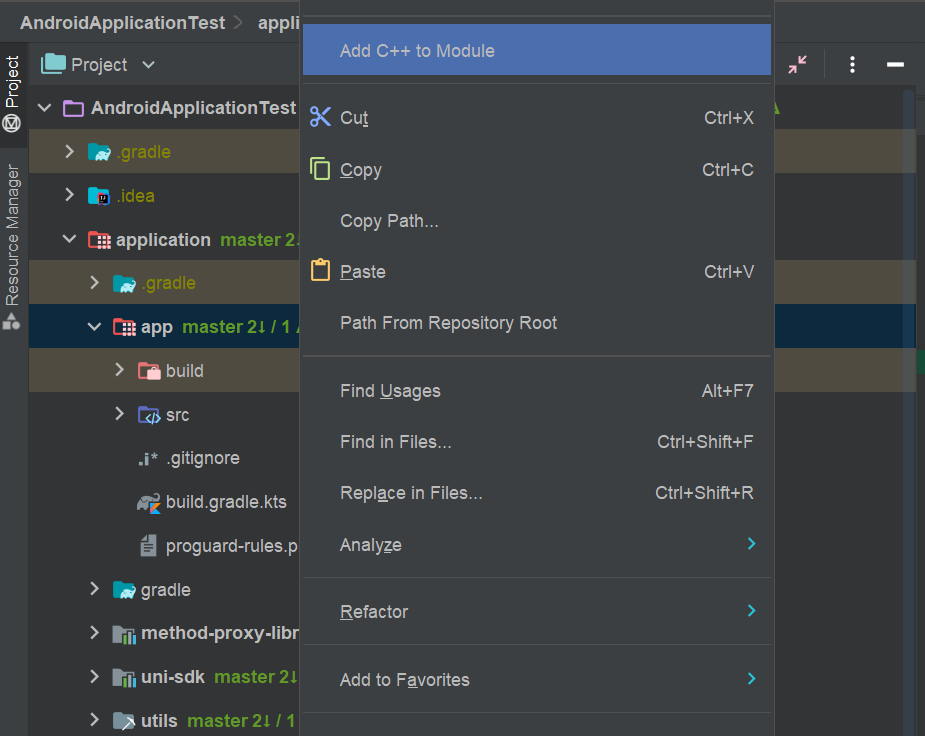 AndroidApplicationTest appli
Project
Resource Manager
Project
AndroidApplicationTest
.gradle
.idea
application master 2↓
.gradle
app master 2↓ / 1
build
src
.gitignore
build.gradle.kts
proguard-rules.p
gradle
method-proxy-libr
uni-sdk master 2↓
utils master 2↓ / 1
Add C++ to Module
Cut Ctrl+X
Copy Ctrl+C
Copy Path...
Paste Ctrl+V
Path From Repository Root
Find Usages Alt+F7
Find in Files... Ctrl+Shift+F
Replace in Files... Ctrl+Shift+R
Analyze
Refactor
Add to Favorites